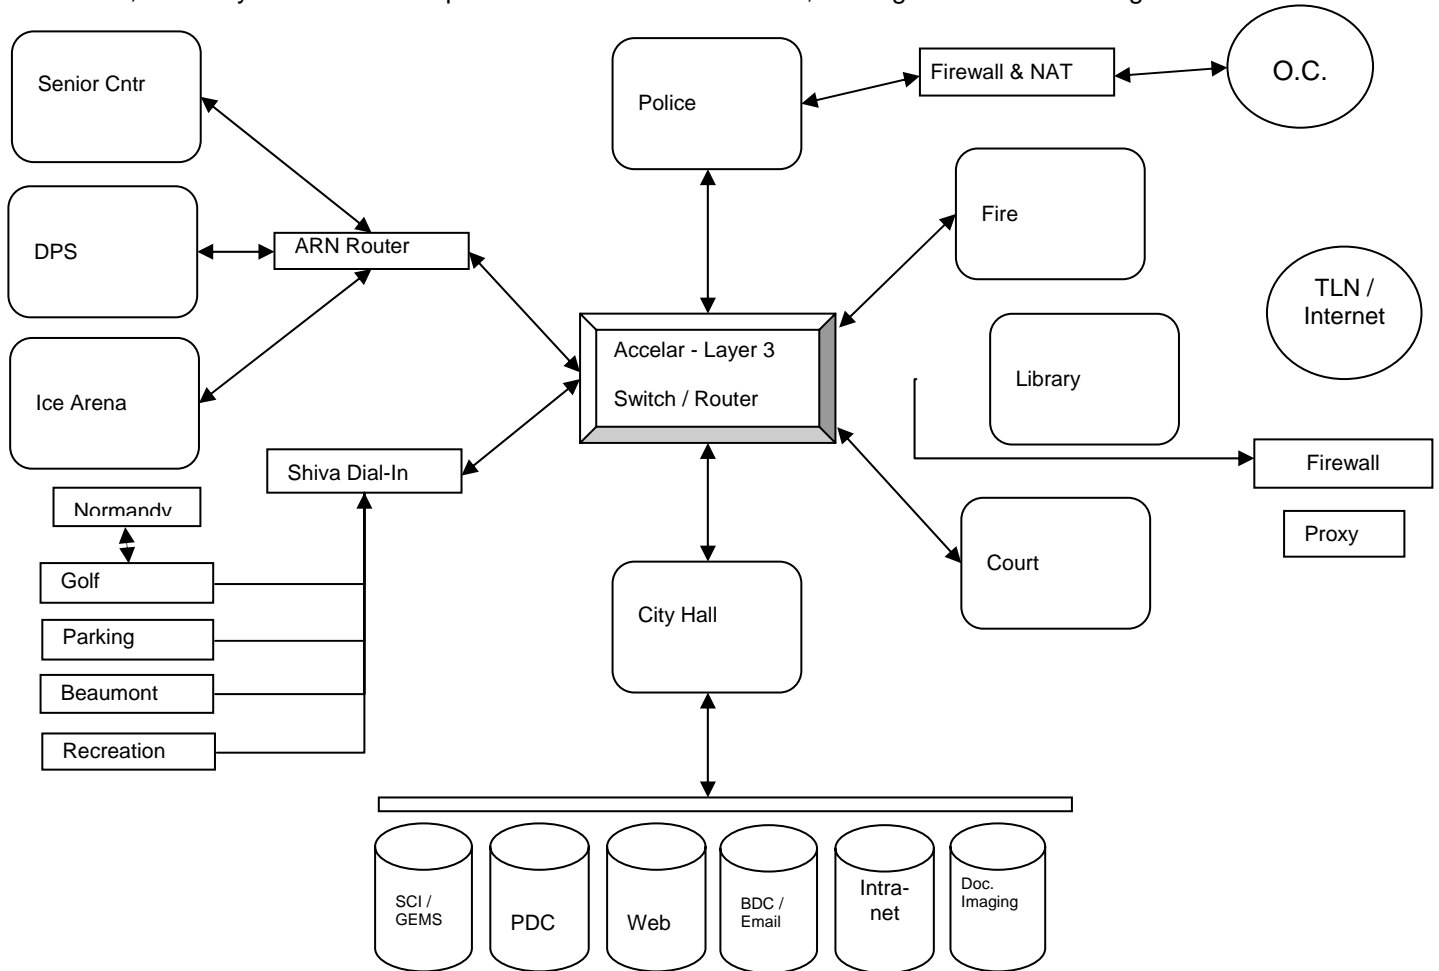 Senior Cntr
Police
Firewall & NAT
O.C.
Fire
DPS
ARN Router
TLN /
Internet
Accelar - Layer 3
Switch / Router
Library
Ice Arena
Shiva Dial-In
Firewall
Normandy
Proxy
Golf
Court
City Hall
Parking
Beaumont
Recreation
SCI /
GEMS
PDC
Web
BDC /
Email
Intra-
net
Doc.
Imaging